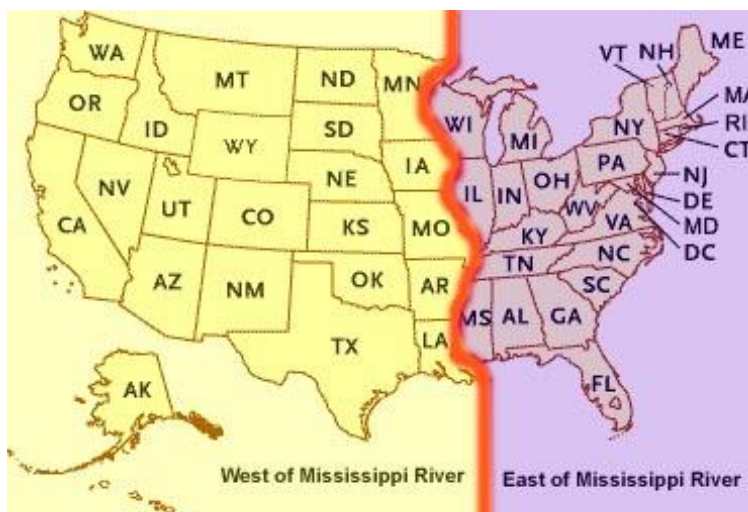 WA
MT
ND
MN
VT NH ME
OR
ID
SD
WI
MI
NY
MA
RI
CT
WY
IA
PA
NJ
NV
NE
IL IN OH
DE
CA
UT
CO
KS
MO
WV
VA
MD
KY
DC
AZ
NM
OK
AR
TN
NC
SC
TX
LA
MS AL GA
AK
FL
West of Mississippi River
East of Mississippi River